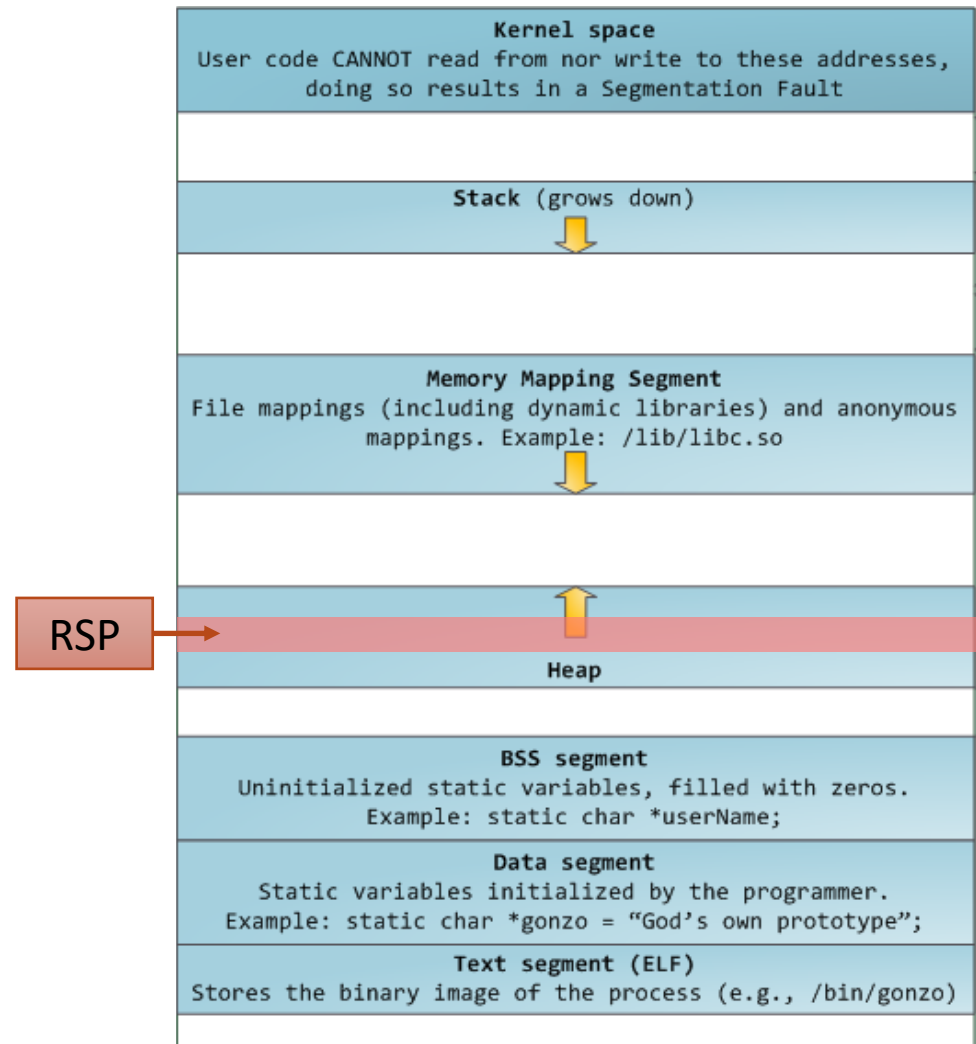 Kernel space
User code CANNOT read from nor write to these addresses,
doing so results in a Segmentation Fault
Stack (grows down)
Memory Mapping Segment
File mappings (including dynamic libraries) and anonymous
mappings. Example: /lib/libc.so
RSP
Heap
BSS segment
Uninitialized static variables, filled with zeros.
Example: static char *userName;
Data segment
Static variables initialized by the programmer.
Example: static char *gonzo = “God’s own prototype”;
Text segment (ELF)
Stores the binary image of the process (e.g., /bin/gonzo)